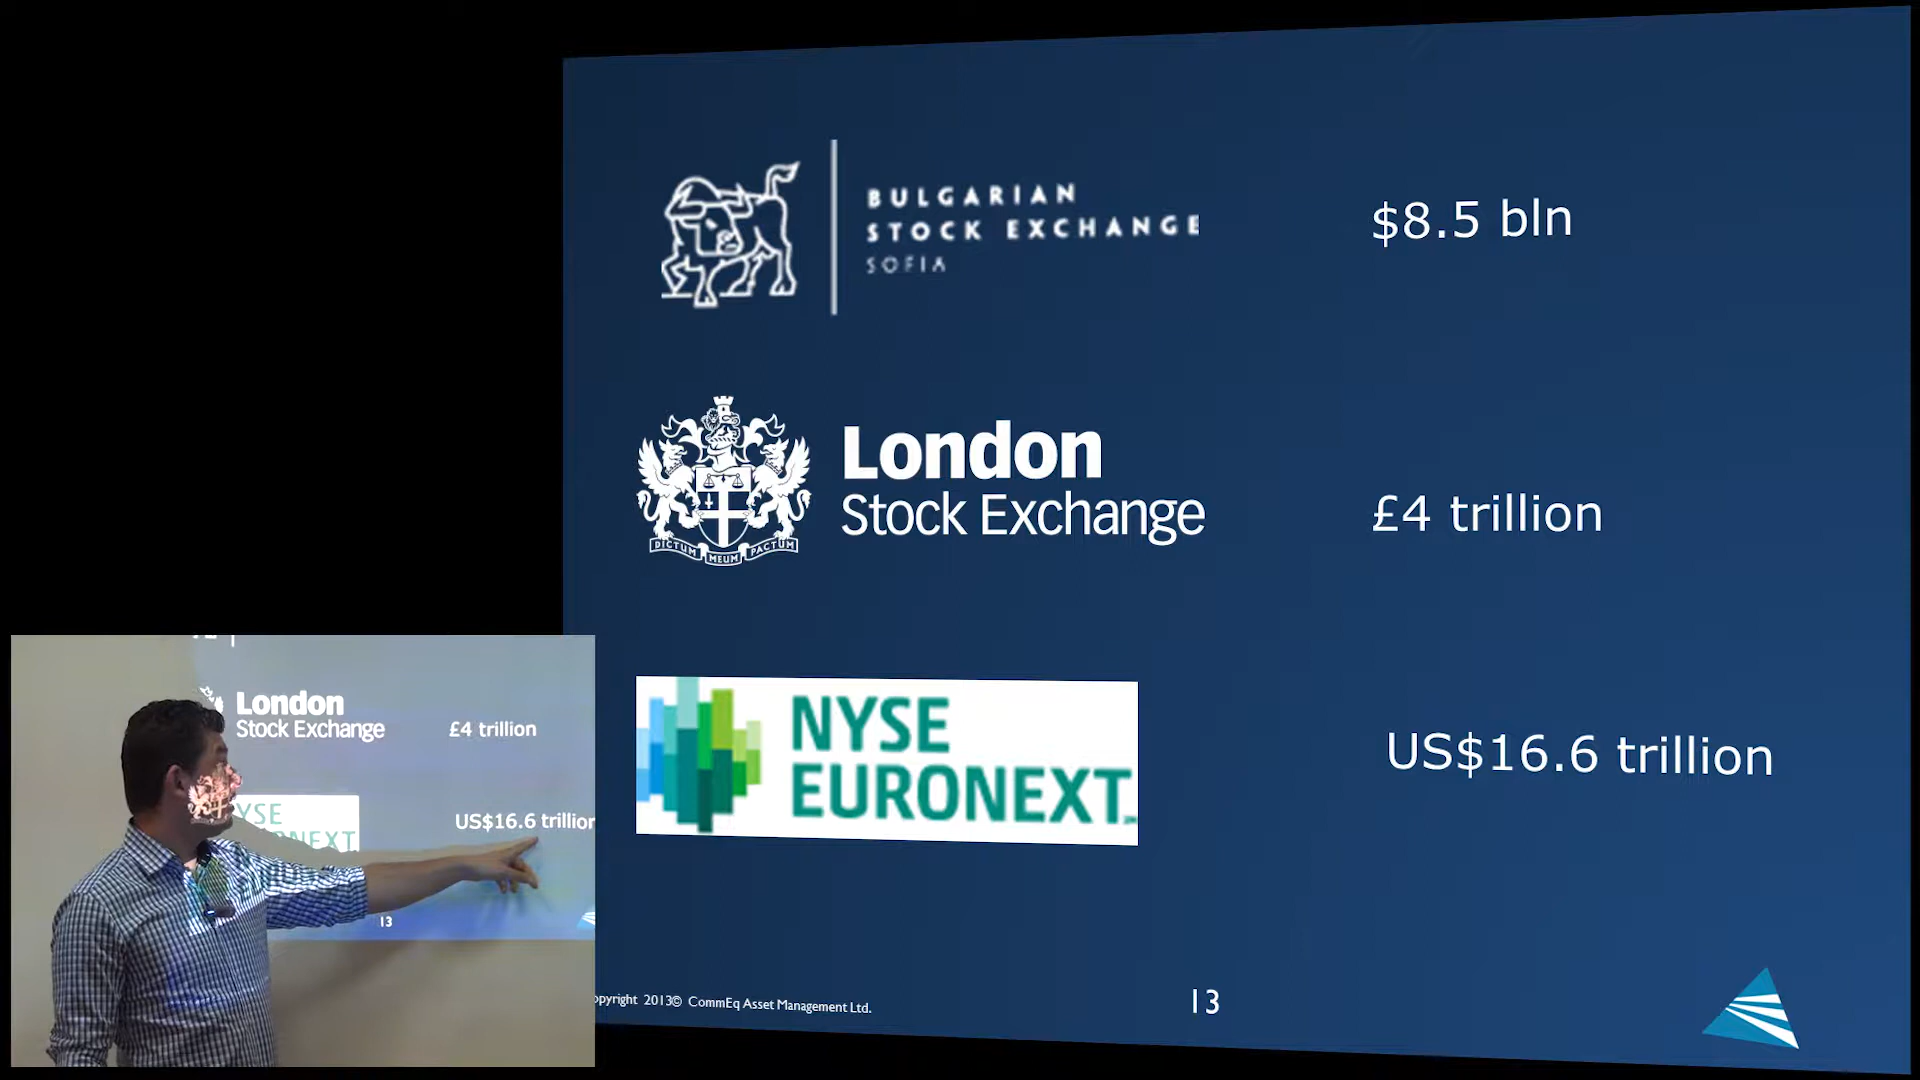 BULGARIAN
STOCK EXCHANGE
SOFIA
$8.5 bln
London
Stock Exchange
£4 trillion
DICTUM MEUM PACTUM
NYSE
EURONEXT
US$16.6 trillion
opyright 2013© CommEq Asset Management Ltd.
13
London
Stock Exchange
£4 trillion
YSE
NEXT
US$16.6 trillion
13